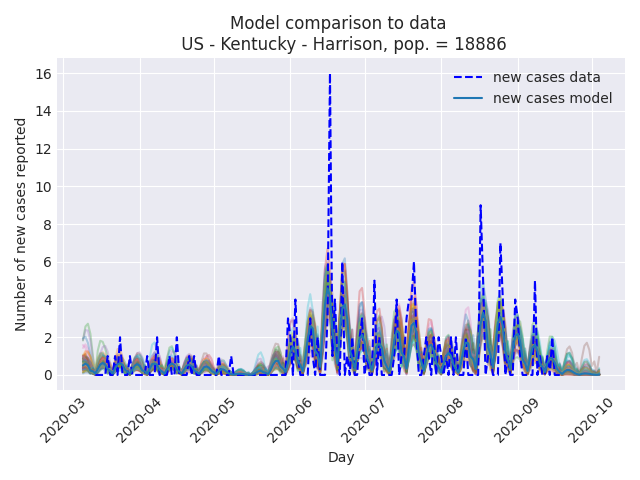 Model comparison to data
US - Kentucky - Harrison, pop. = 18886
new cases data
new cases model
Number of new cases reported
16
14
12
10
8
6
4
2
0
2020-03
2020-04
2020-05
2020-06
2020-07
2020-08
2020-09
2020-10
Day